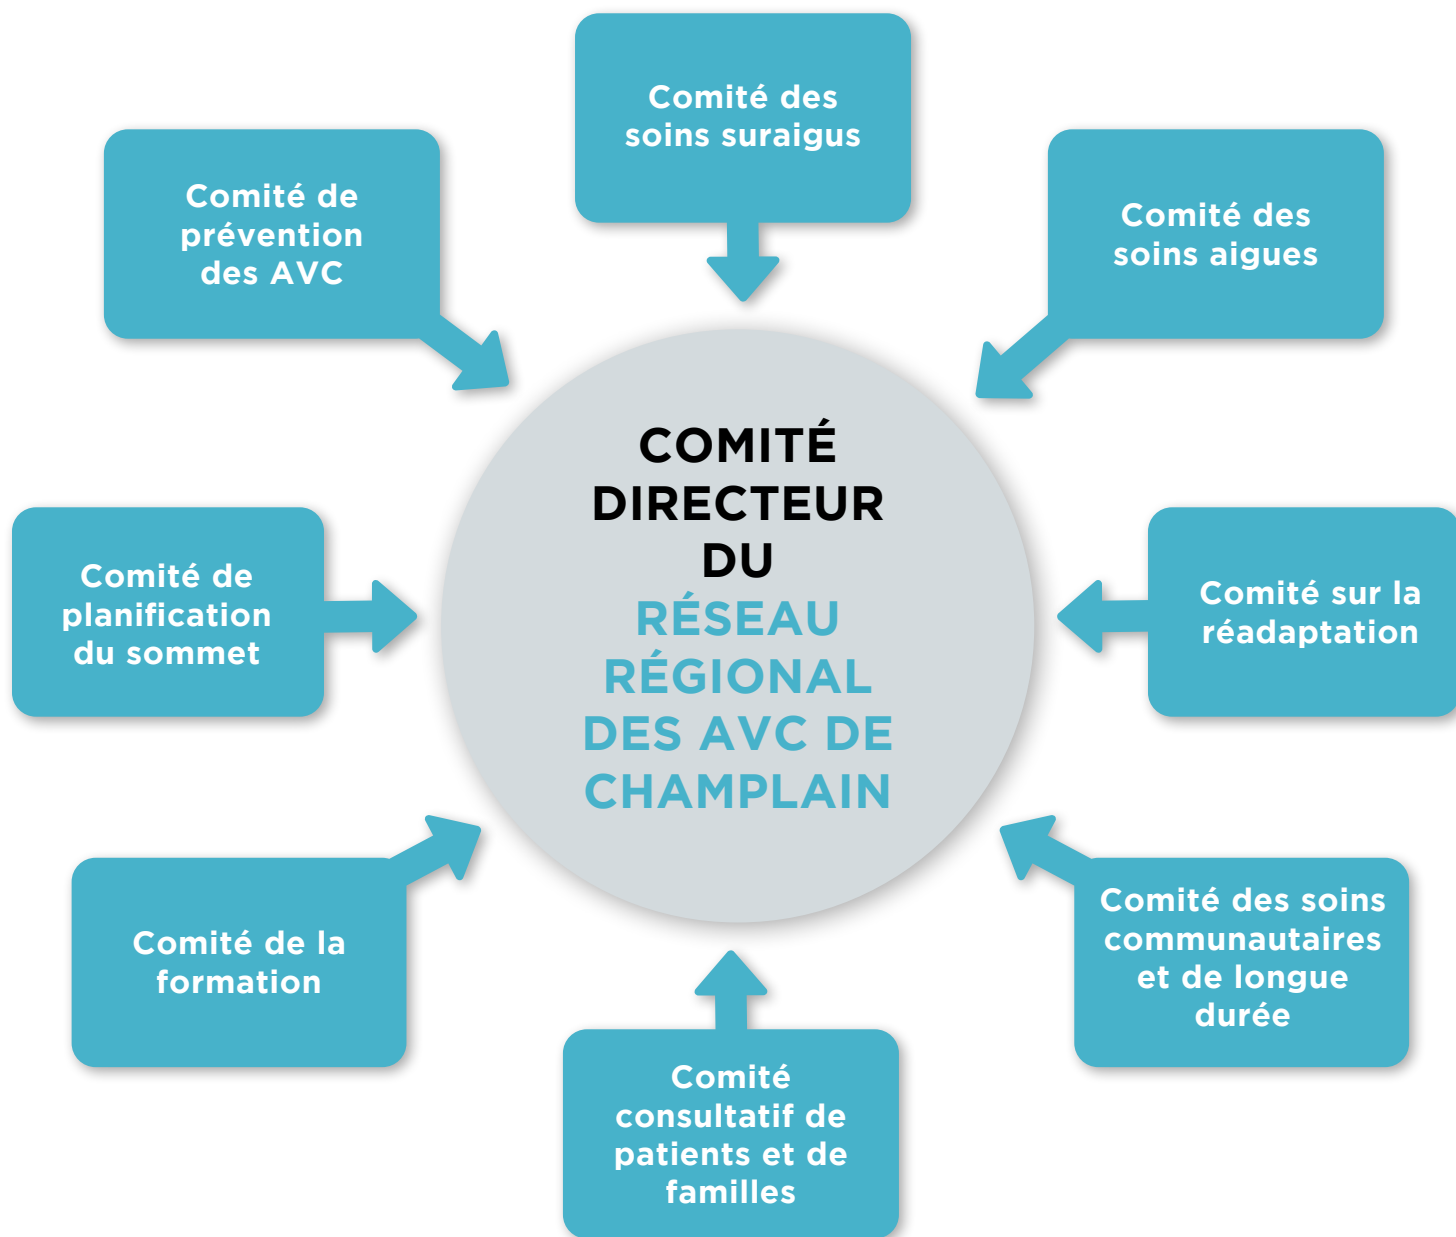 Comité des
soins suraigus
Comité de
prévention
des AVC
Comité des
soins aigues
COMITÉ
DIRECTEUR
DU
RÉSEAU
RÉGIONAL
DES AVC DE
CHAMPLAIN
Comité de
planification
du sommet
Comité sur la
réadaptation
Comité de la
formation
Comité des soins
communautaires
et de longue
durée
Comité
consultatif de
patients et de
familles